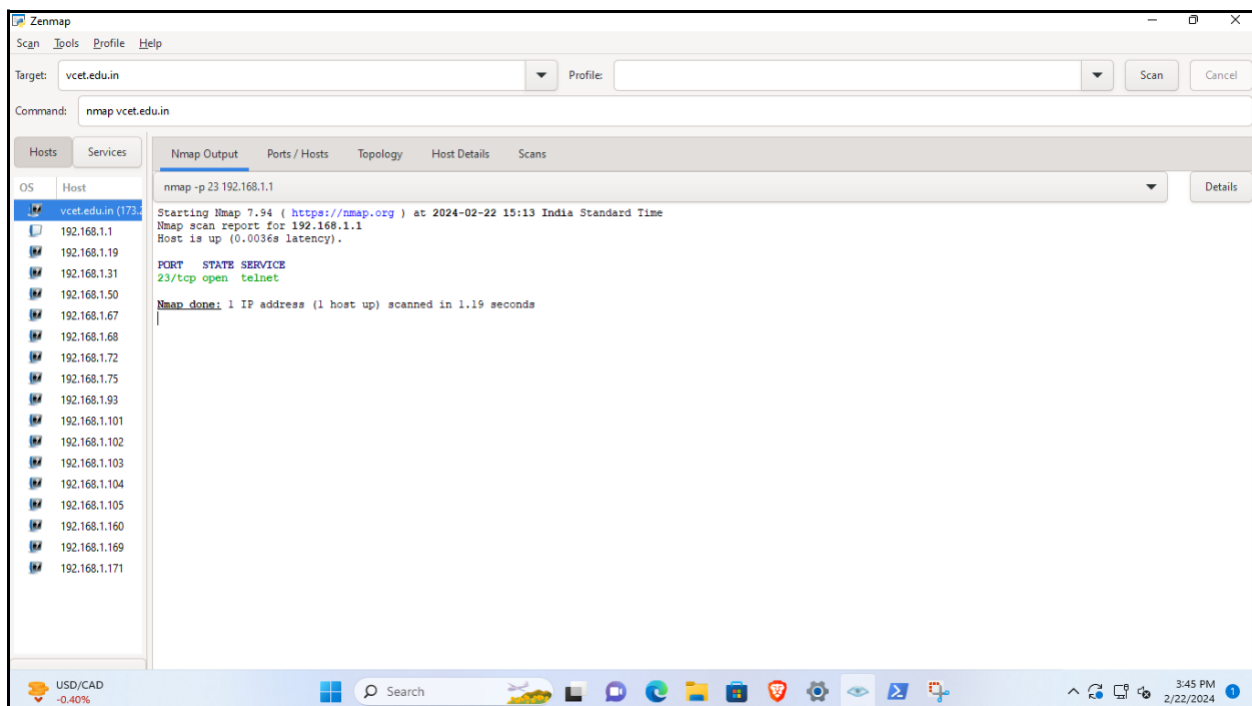 Zenmap
Scan Tools Profile Help
Target: vcet.edu.in Profile: Scan Cancel
Command: nmap vcet.edu.in
Hosts Services
Nmap Output Ports / Hosts Topology Host Details Scans
OS Host
nmap -p 23 192.168.1.1 Details
vcet.edu.in (173.
192.168.1.1
192.168.1.19
192.168.1.31
192.168.1.50
192.168.1.67
192.168.1.68
192.168.1.72
192.168.1.75
192.168.1.93
192.168.1.101
192.168.1.102
192.168.1.103
192.168.1.104
192.168.1.105
192.168.1.160
192.168.1.169
192.168.1.171
Starting Nmap 7.94 ( https://nmap.org ) at 2024-02-22 15:13 India Standard Time
Nmap scan report for 192.168.1.1
Host is up (0.0036s latency).
PORT STATE SERVICE
23/tcp open telnet
Nmap done: 1 IP address (1 host up) scanned in 1.19 seconds
USD/CAD
-0.40%
Search
3:45 PM
2/22/2024
1